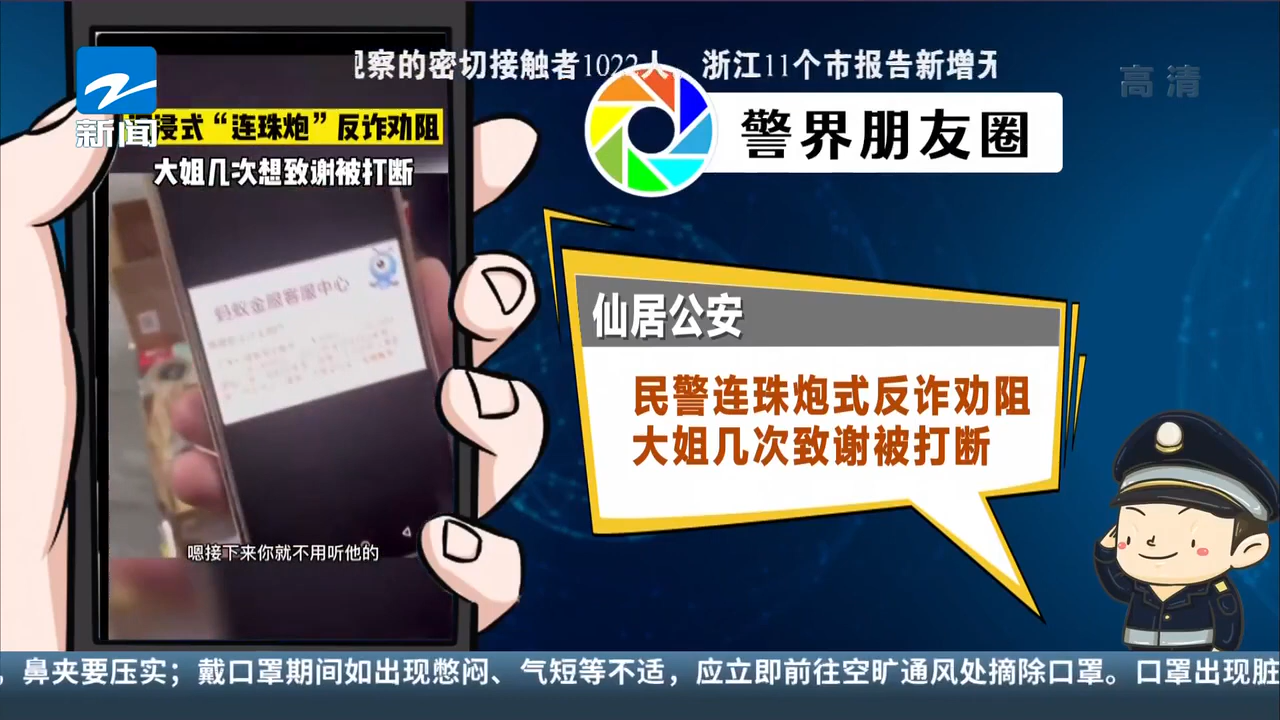 观察的密切接触者1022人，浙江11个市报告新增无
高清
新闻
浸式“连珠炮”反诈劝阻
大姐几次想致谢被打断
警界朋友圈
蚂蚁金服客服中心
仙居公安
民警连珠炮式反诈劝阻
大姐几次致谢被打断
嗯接下来你就不用听他的
，鼻夹要压实；戴口罩期间如出现憋闷、气短等不适，应立即前往空旷通风处摘除口罩。口罩出现脏